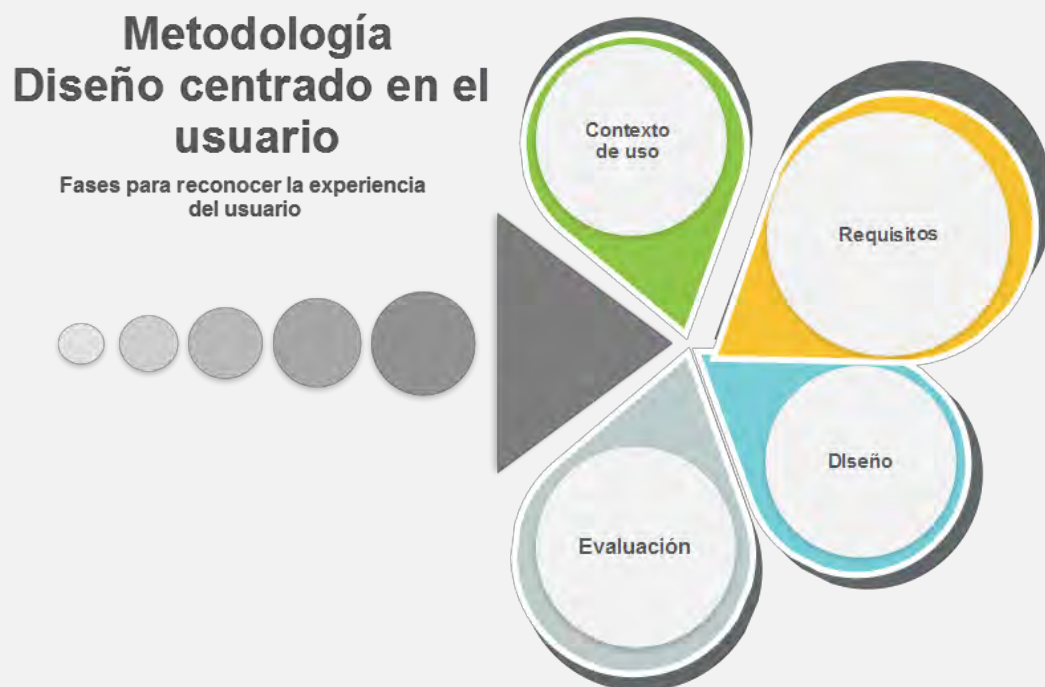 Metodología
Diseño centrado en el
usuario
Fases para reconocer la experiencia
del usuario
Contexto
de uso
Requisitos
DIseño
Evaluación